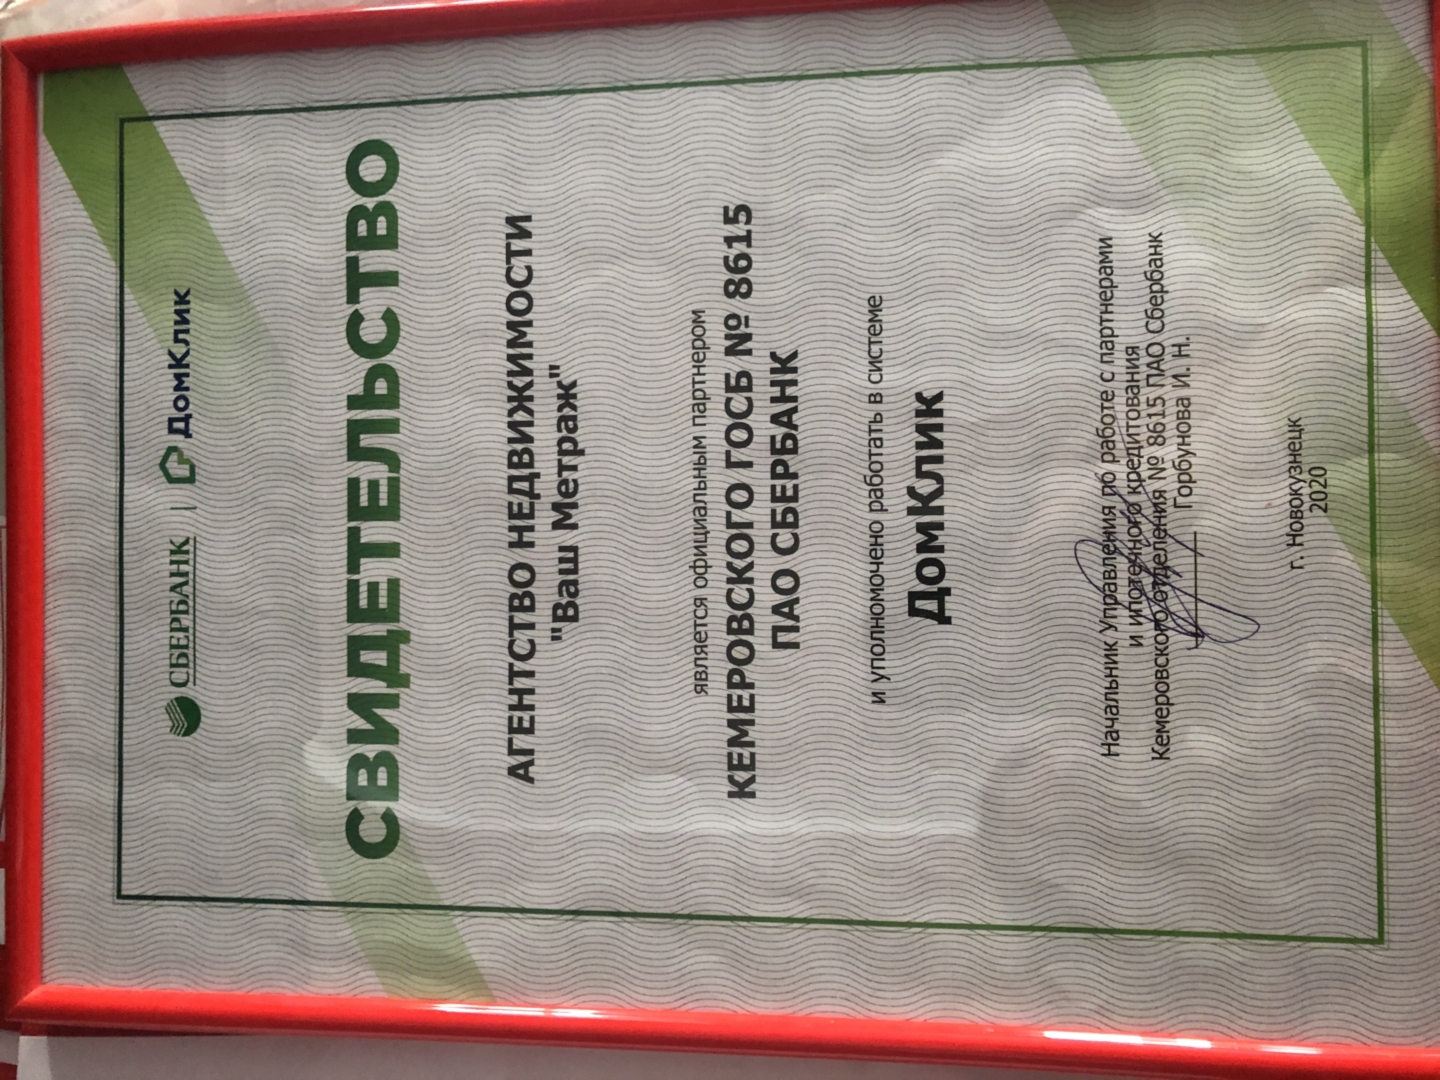 СБЕРБАНК | ДомКлик
СВИДЕТЕЛЬСТВО
АГЕНТСТВО НЕДВИЖИМОСТИ
"Ваш Метраж"
является официальным партнером
КЕМЕРОВСКОГО ГОСБ № 8615
ПАО СБЕРБАНК
и уполномочено работать в системе
ДомКлик
Начальник Управления по работе с партнерами
и ипотечного кредитования
Кемеровского отделения № 8615 ПАО Сбербанк
Горбунова И. Н.
г. Новокузнецк
2020